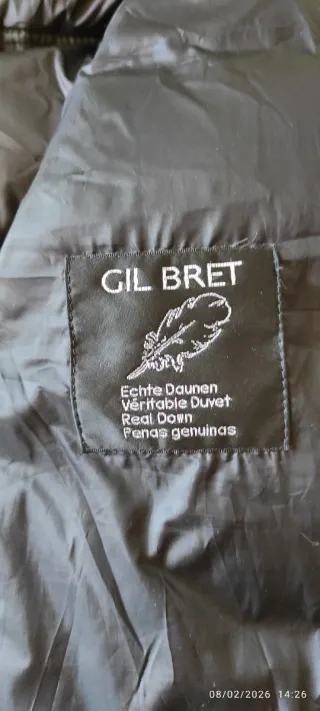 GIL BRET
Echte Daunen
Véritable Duvet
Real Down
Penas genuinas
08/02/2026 14:26